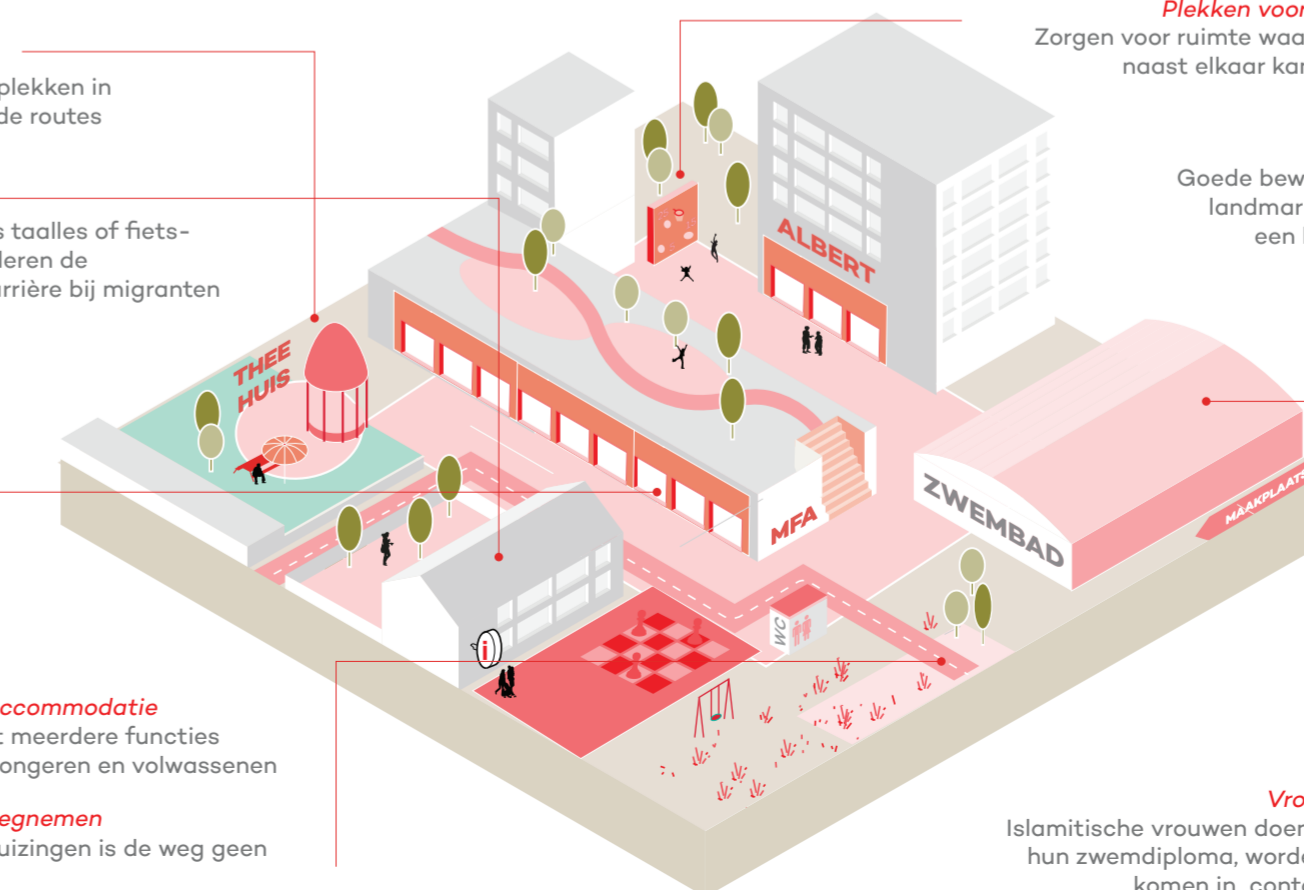 plekken in
de routes
s taalles of fiets-
deren de
arrière bij migranten
ccommodatie
t meerdere functies
ongeren en volwassenen
egnemen
uizingen is de weg geen
Plekken voor
Zorgen voor ruimte waa
naast elkaar kan
Goede bew
landmar
een
Vro
Islamitische vrouwen doen
hun zwemdiploma, worde
komen in conta
THEE
HUIS
ALBERT
MFA
ZWEMBAD
MAAKPLAATS
WC
i